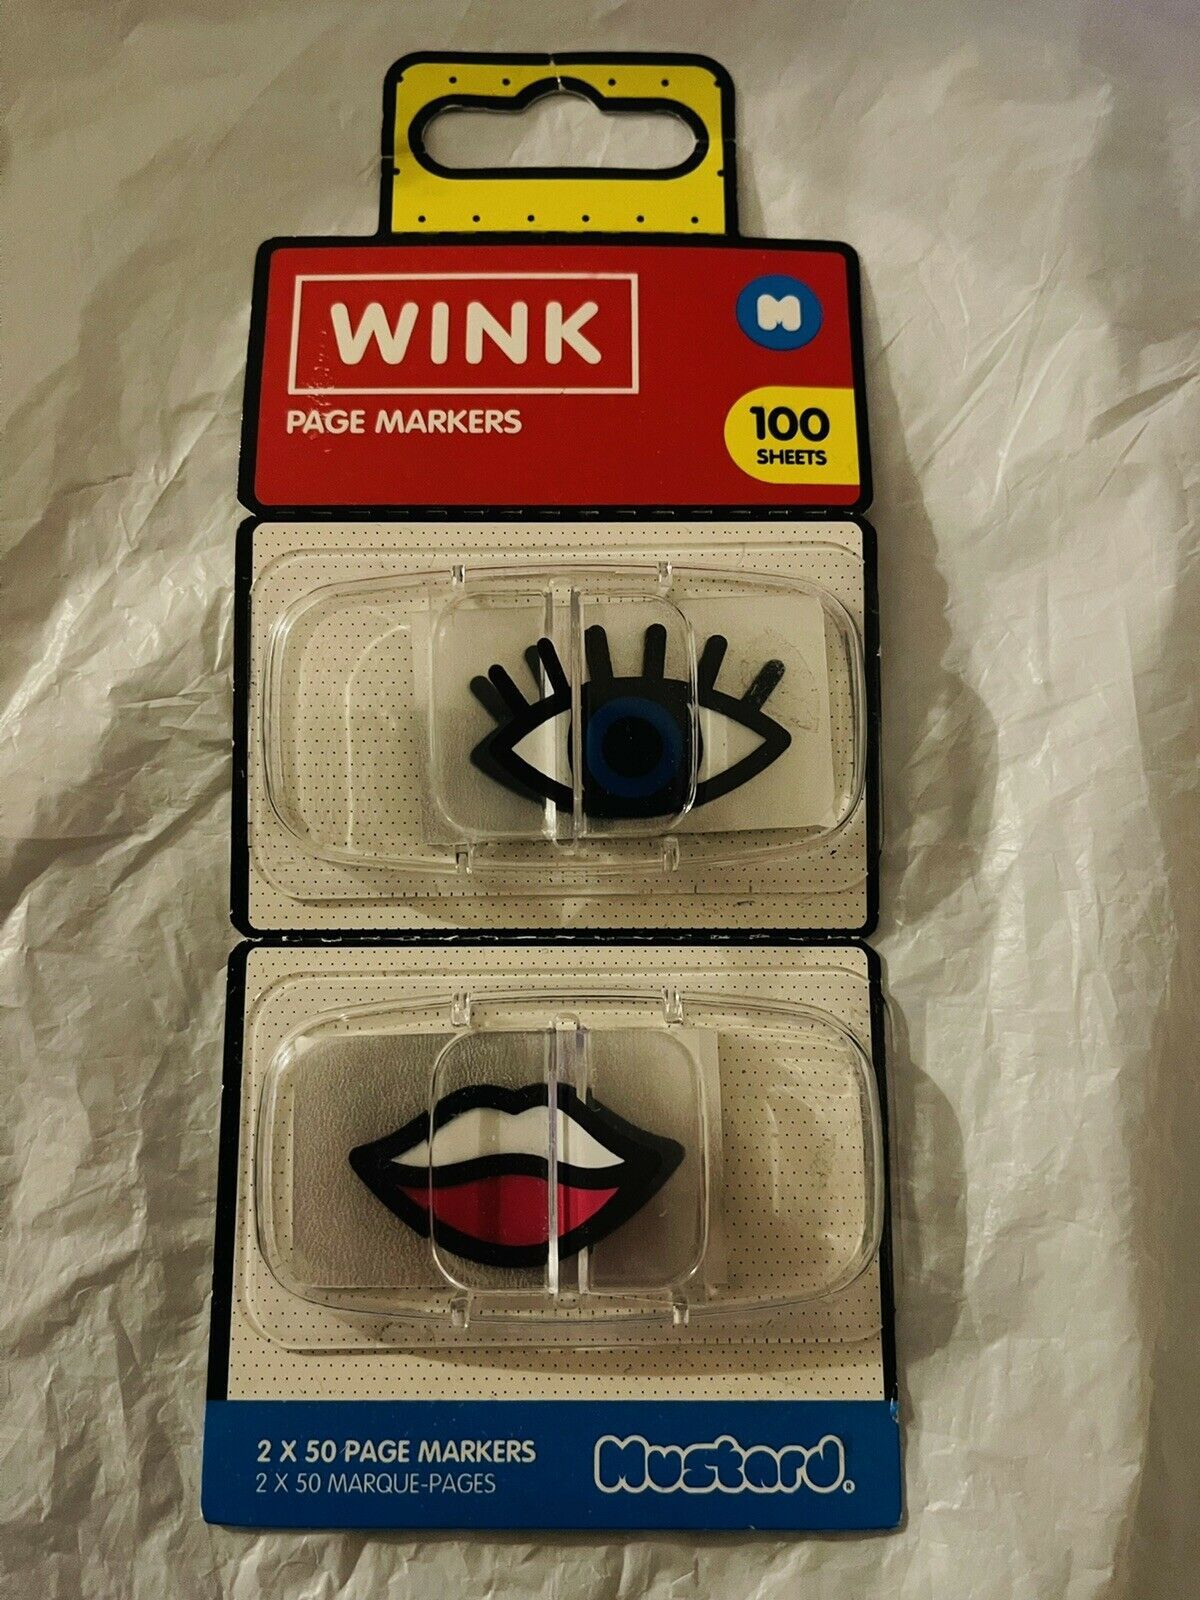 WINK
M
PAGE MARKERS
100
SHEETS
2 X 50 PAGE MARKERS
2 X 50 MARQUE-PAGES
Mustard®